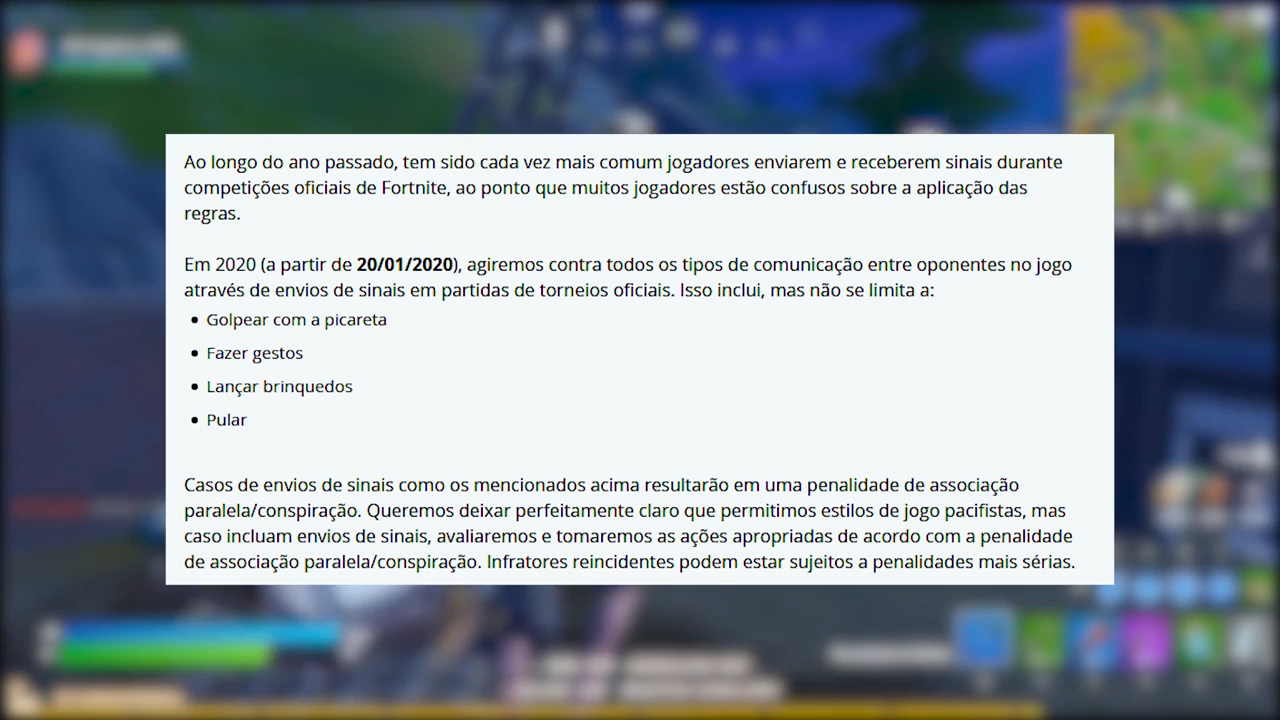 Ao longo do ano passado, tem sido cada vez mais comum jogadores enviarem e receberem sinais durante
competições oficiais de Fortnite, ao ponto que muitos jogadores estão confusos sobre a aplicação das
regras.
Em 2020 (a partir de 20/01/2020), agiremos contra todos os tipos de comunicação entre oponentes no jogo
através de envios de sinais em partidas de torneios oficiais. Isso inclui, mas não se limita a:
• Golpear com a picareta
• Fazer gestos
• Lançar brinquedos
• Pular
Casos de envios de sinais como os mencionados acima resultarão em uma penalidade de associação
paralela/conspiração. Queremos deixar perfeitamente claro que permitimos estilos de jogo pacifistas, mas
caso incluam envios de sinais, avaliaremos e tomaremos as ações apropriadas de acordo com a penalidade
de associação paralela/conspiração. Infratores reincidentes podem estar sujeitos a penalidades mais sérias.